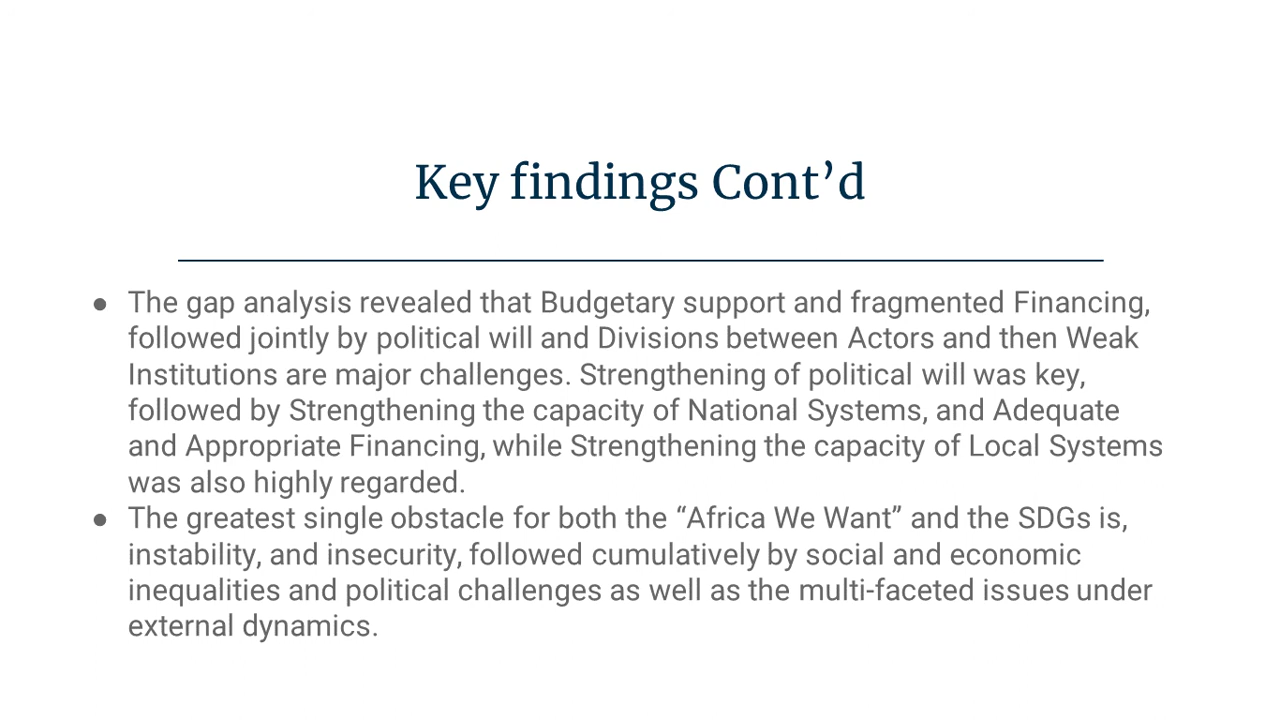 Key findings Cont’d
● The gap analysis revealed that Budgetary support and fragmented Financing,
followed jointly by political will and Divisions between Actors and then Weak
Institutions are major challenges. Strengthening of political will was key,
followed by Strengthening the capacity of National Systems, and Adequate
and Appropriate Financing, while Strengthening the capacity of Local Systems
was also highly regarded.
● The greatest single obstacle for both the “Africa We Want” and the SDGs is,
instability, and insecurity, followed cumulatively by social and economic
inequalities and political challenges as well as the multi-faceted issues under
external dynamics.